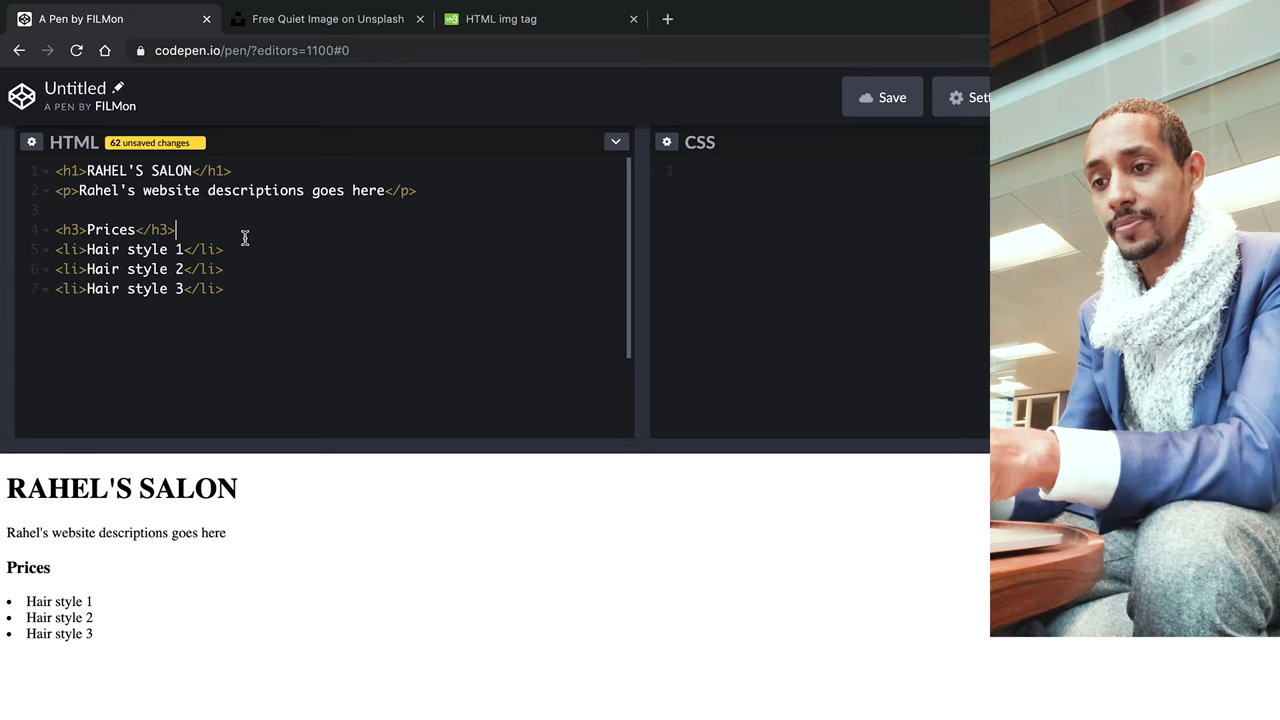 A Pen by FILMon
Free Quiet Image on Unsplash
HTML img tag
codepen.io/pen/?editors=1100#0
Untitled
A PEN BY FILMon
Save
Sett
HTML 62 unsaved changes
CSS
1 <h1>RAHEL'S SALON</h1>
2 <p>Rahel's website descriptions goes here</p>
3
4 <h3>Prices</h3>
5 <li>Hair style 1</li>
6 <li>Hair style 2</li>
7 <li>Hair style 3</li>
1
RAHEL'S SALON
Rahel's website descriptions goes here
Prices
• Hair style 1
• Hair style 2
• Hair style 3